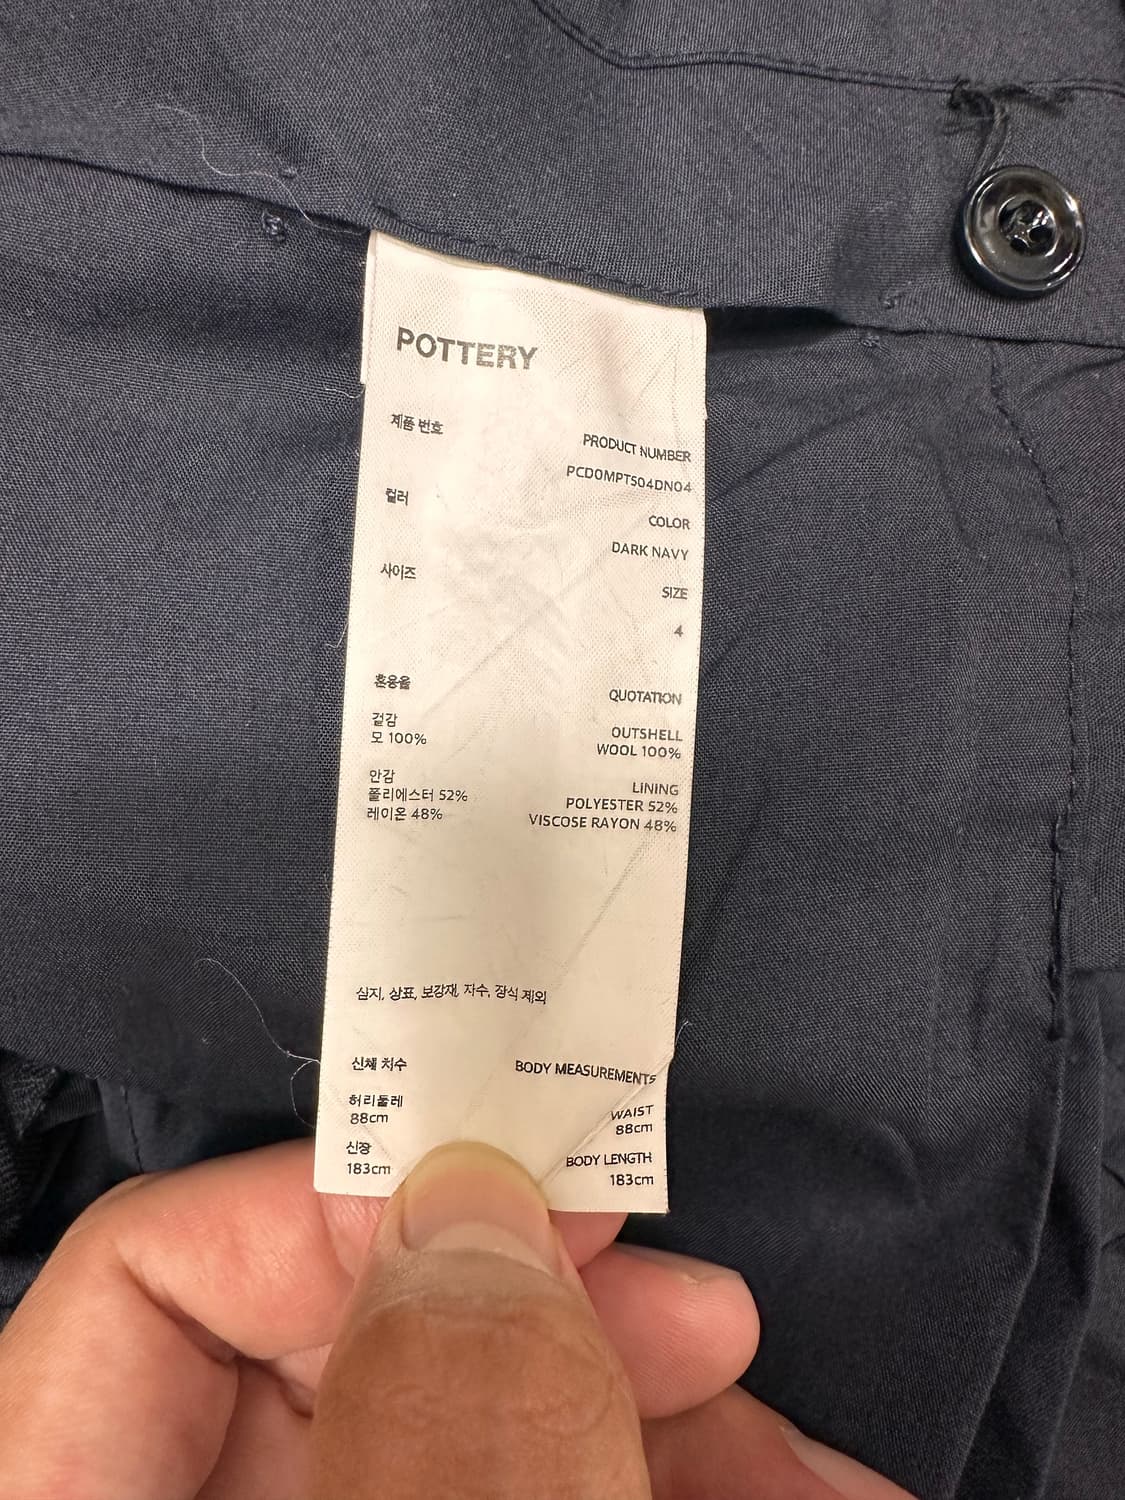 POTTERY
제품 번호
PRODUCT NUMBER
PCD0MPTS04DN04
컬러
COLOR
DARK NAVY
사이즈
SIZE
4
혼용율
QUOTATION
겉감
OUTSHELL
모 100%
WOOL 100%
안감
LINING
폴리에스터 52%
POLYESTER 52%
레이온 48%
VISCOSE RAYON 48%
심지, 상표, 보강재, 자수, 장식 제외
신체 치수
BODY MEASUREMENTS
허리둘레
WAIST
88cm
88cm
신장
BODY LENGTH
183cm
183cm